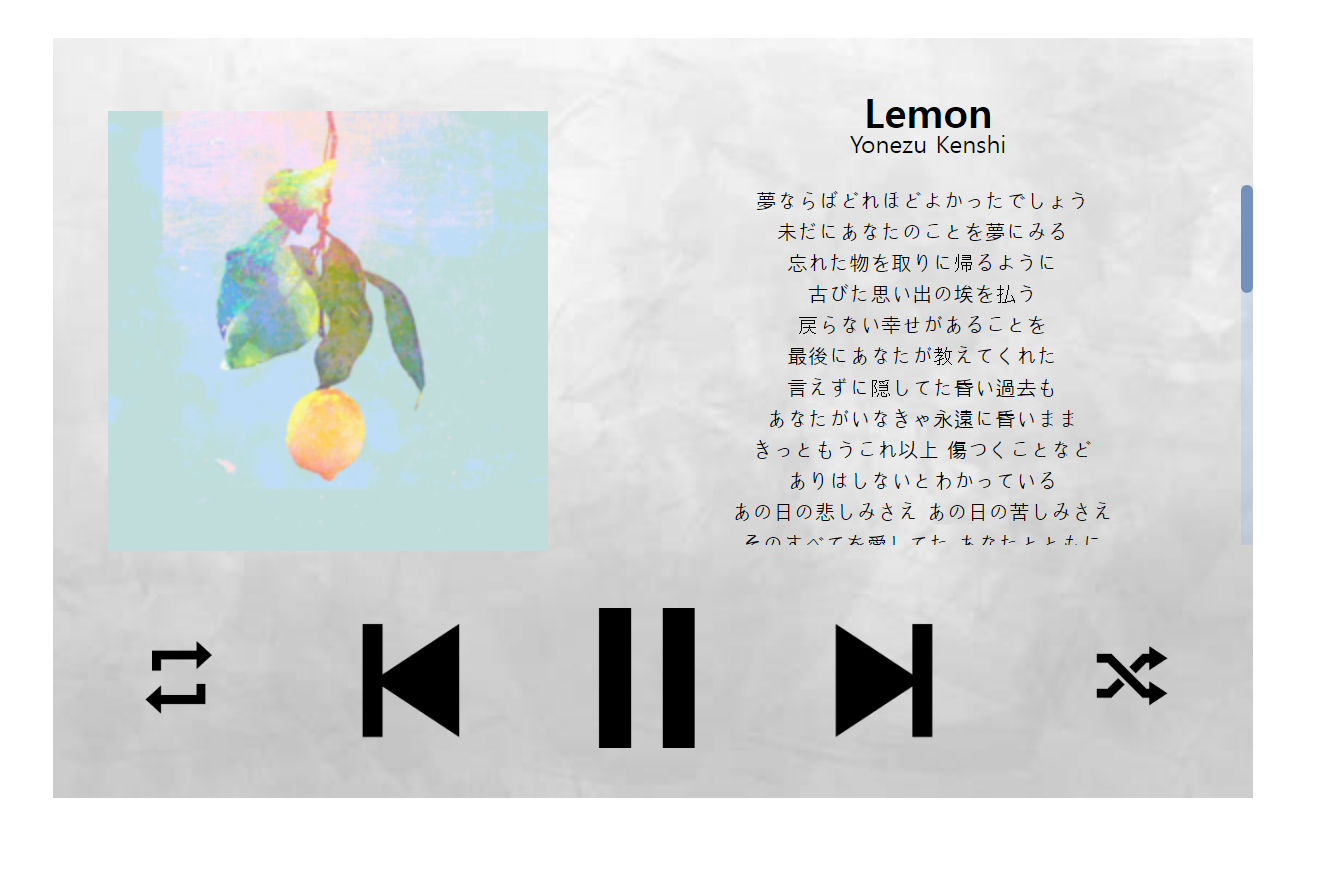 Lemon
Yonezu Kenshi
夢ならばどれほどよかったでしょう
未だにあなたのことを夢にみる
忘れた物を取りに帰るように
古びた思い出の埃を払う
戻らない幸せがあることを
最後にあなたが教えてくれた
言えずに隠してた昏い過去も
あなたがいなきゃ永遠に昏いまま
きっともうこれ以上 傷つくことなど
ありはしないとわかっている
あの日の悲しみさえ あの日の苦しみさえ